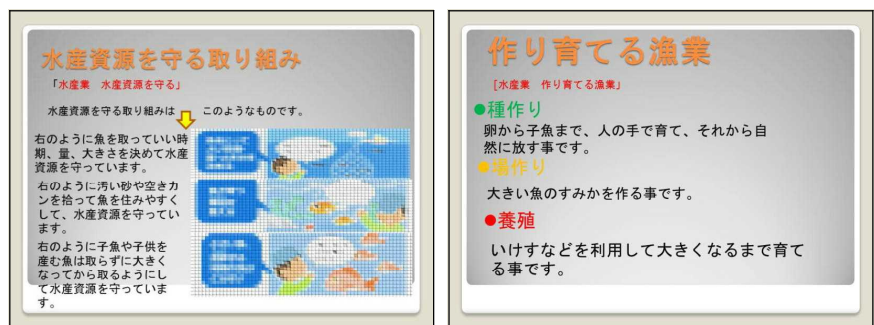 水産資源を守る取り組み
「水産業 水産資源を守る」
水産資源を守る取り組みは このようなものです。
右のように魚を取っていい時
期、量、大きさを決めて水産
資源を守っています。
右のように汚い砂や空きカ
ンを拾って魚を住みやすく
して、水産資源を守ってい
ます。
右のように子魚や子供を
産む魚は取らずに大きく
なってから取るようにし
て水産資源を守っていま
す。
作り育てる漁業
[水産業 作り育てる漁業」
●種作り
卵から子魚まで、人の手で育て、それから自
然に放す事です。
●場作り
大きい魚のすみかを作る事です。
●養殖
いけすなどを利用して大きくなるまで育て
る事です。